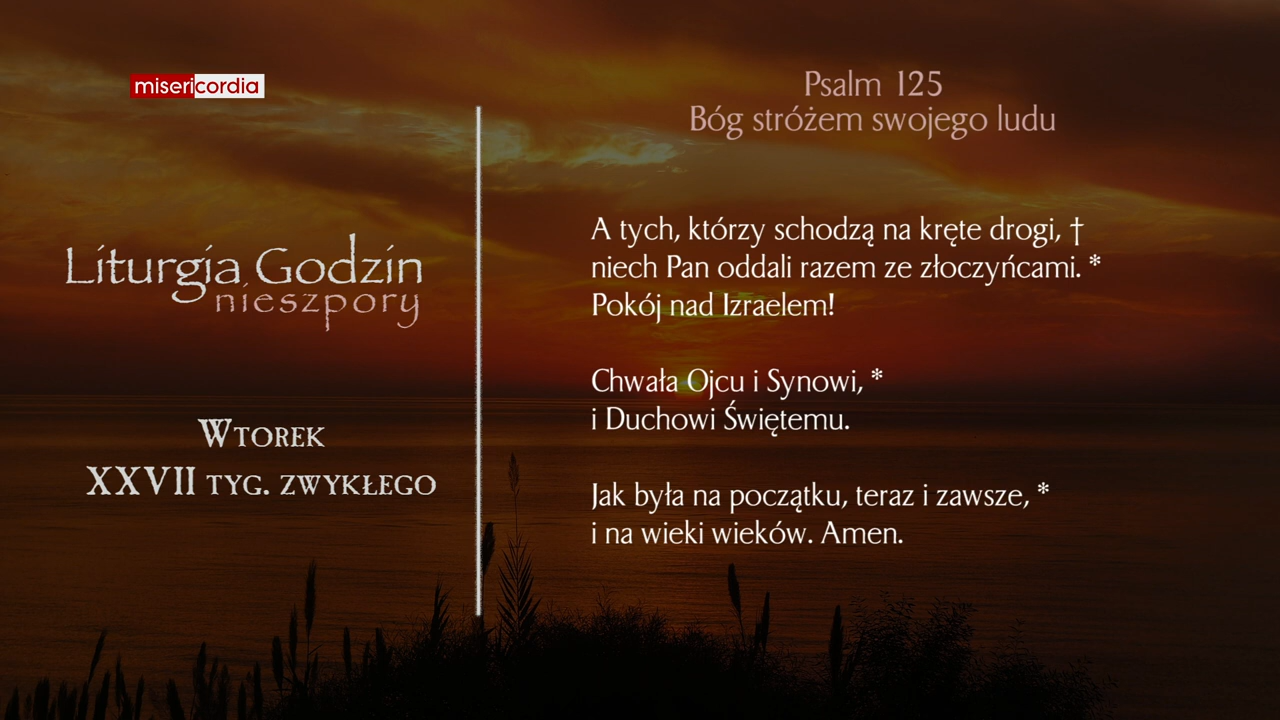 misericordia
Liturgia Godzin
nieszpory
Wtorek
XXVII tyg. zwykłego
Psalm 125
Bóg stróżem swojego ludu
A tych, którzy schodzą na kręte drogi, †
niech Pan oddali razem ze złoczyńcami. *
Pokój nad Izraelem!
Chwała Ojcu i Synowi, *
i Duchowi Świętemu.
Jak była na początku, teraz i zawsze, *
i na wieki wieków. Amen.